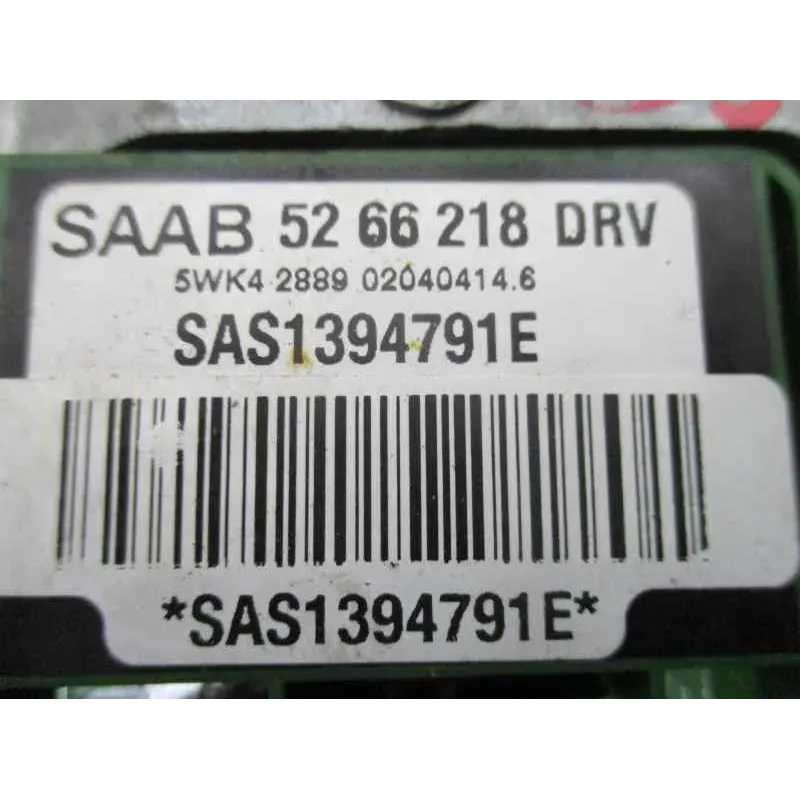 SAAB 52 66 218 DRV
5WK4 2889 02040414.6
SAS1394791E
*SAS1394791E*